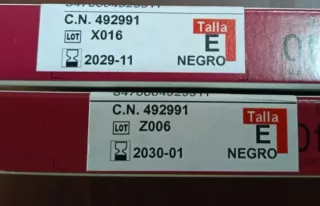 C.N. 492991
Talla
LOT X016
E
2029-11
NEGRO
C.N. 492991
Talla
LOT Z006
E
2030-01
NEGRO